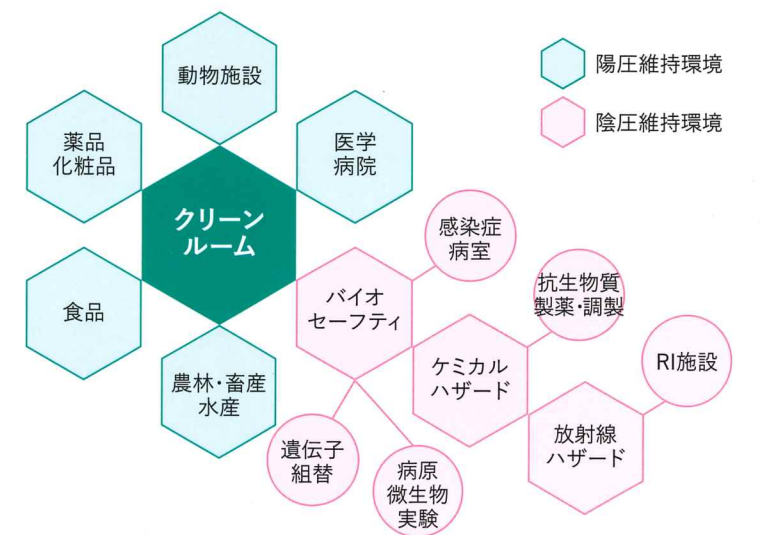 動物施設
陽圧維持環境
陰圧維持環境
薬品
化粧品
医学
病院
クリーン
ルーム
感染症
病室
食品
バイオ
セーフティ
抗生物質
製薬・調製
ケミカル
ハザード
RI施設
農林・畜産
水産
放射線
ハザード
遺伝子
組替
病原
微生物
実験